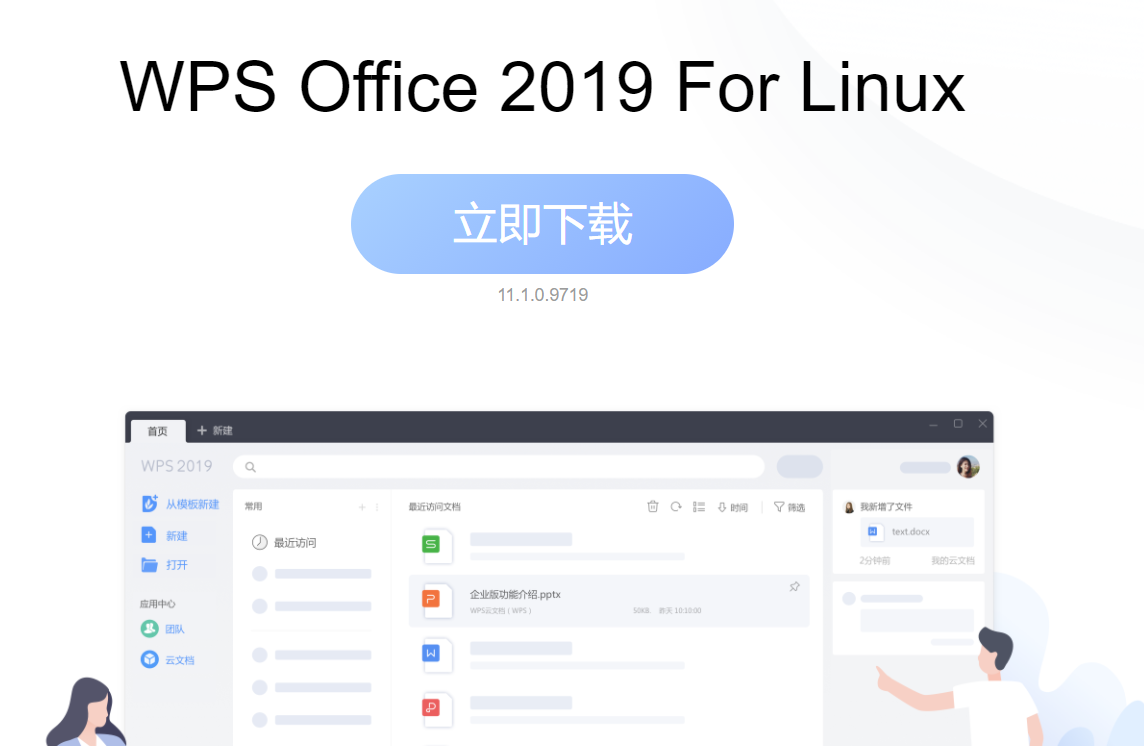 WPS Office 2019 For Linux
立即下载
11.1.0.9719
首页
新建
WPS 2019
从模板新建
新建
打开
应用中心
团队
云文档
常用
最近访问
最近访问文档
时间
筛选
企业版功能介绍.pptx
WPS云文档 ( WPS )
50KB. 昨天 10:10:00
我新增了文件
text.docx
2分钟前
我的云文档